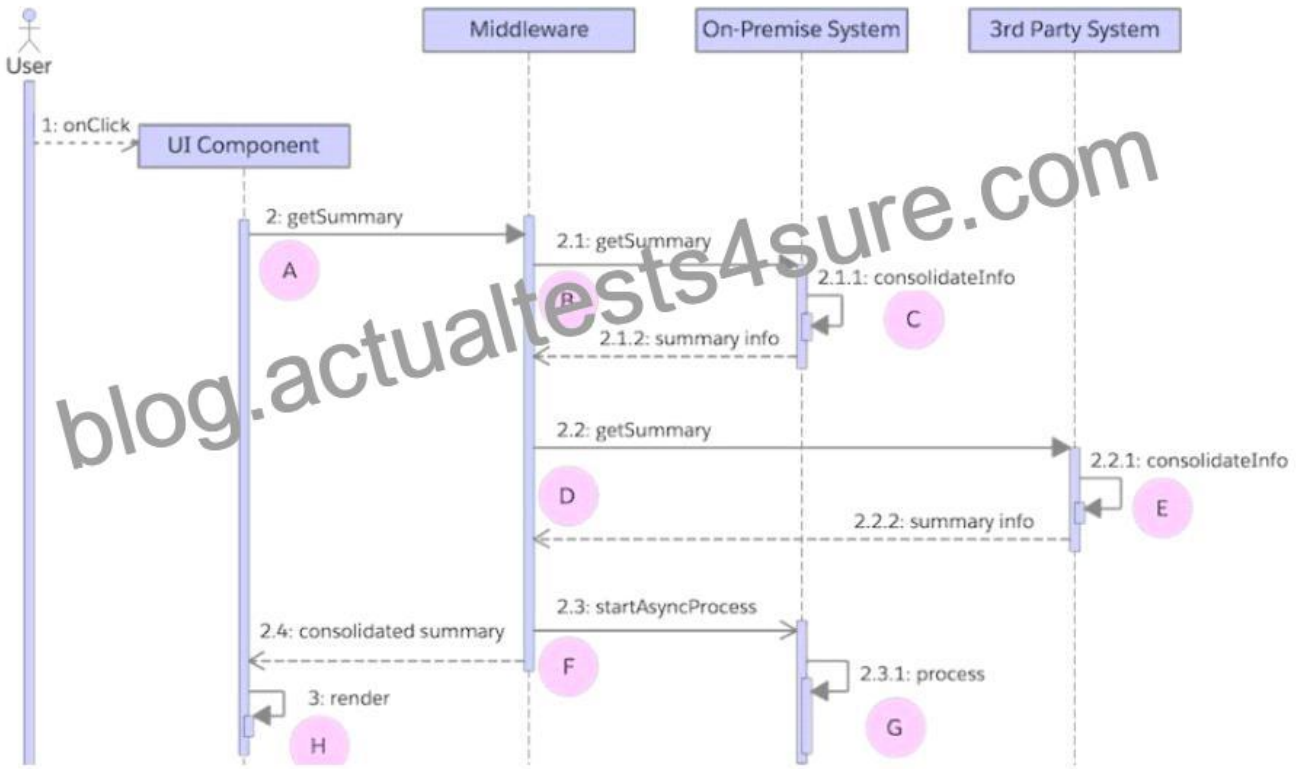 Middleware
On-Premise System
3rd Party System
User
1: onClick
UI Component
2: getSummary
A
2.1: getSummary
B
2.1.1: consolidateInfo
C
2.1.2: summary info
blog.actualtests4sure.com
2.2: getSummary
2.2.1: consolidateInfo
D
E
2.2.2: summary info
2.3: startAsyncProcess
2.4: consolidated summary
F
2.3.1: process
3: render
G
H